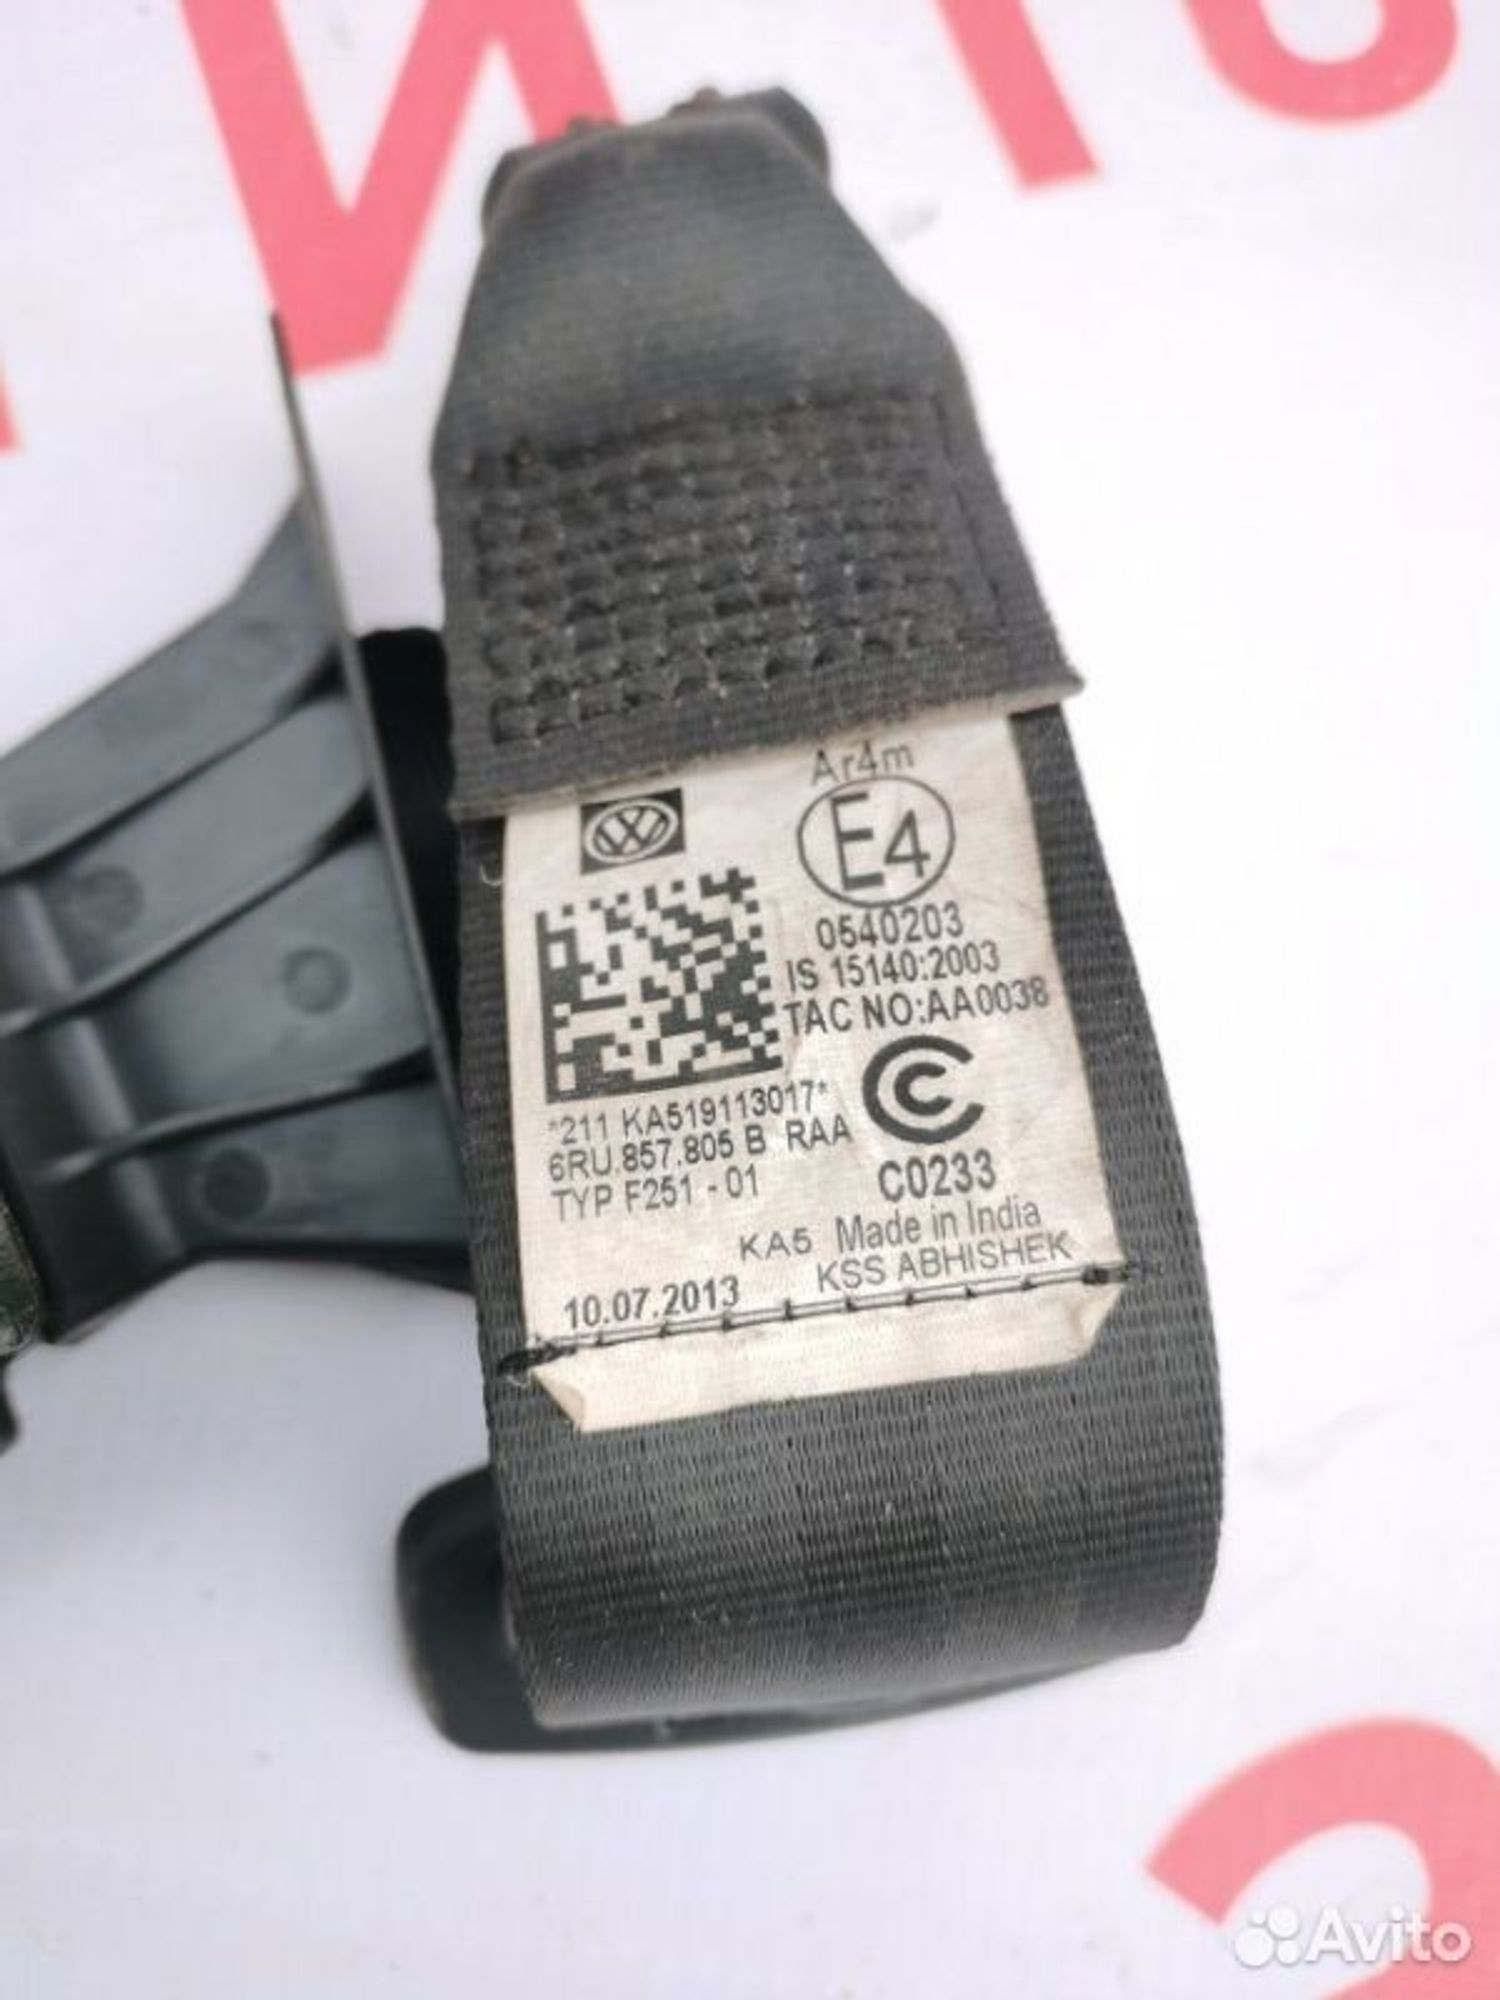 Ar4m
E4
0540203
IS 15140:2003
TAC NO:AA0038
*211 KA519113017*
6RU.857.805 B RAA
TYP F251 - 01
C0233
KA5 Made in India
KSS ABHISHEK
10.07.2013
Avito